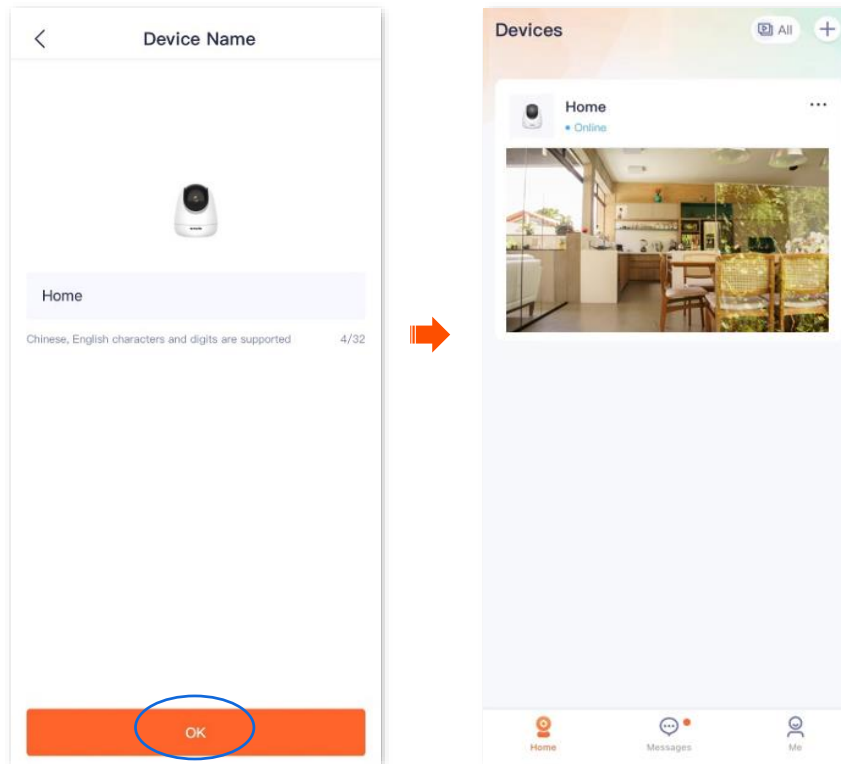 Device Name
Home
Chinese, English characters and digits are supported 4/32
OK
Devices
All
Home
Online
Home
Messages
Me